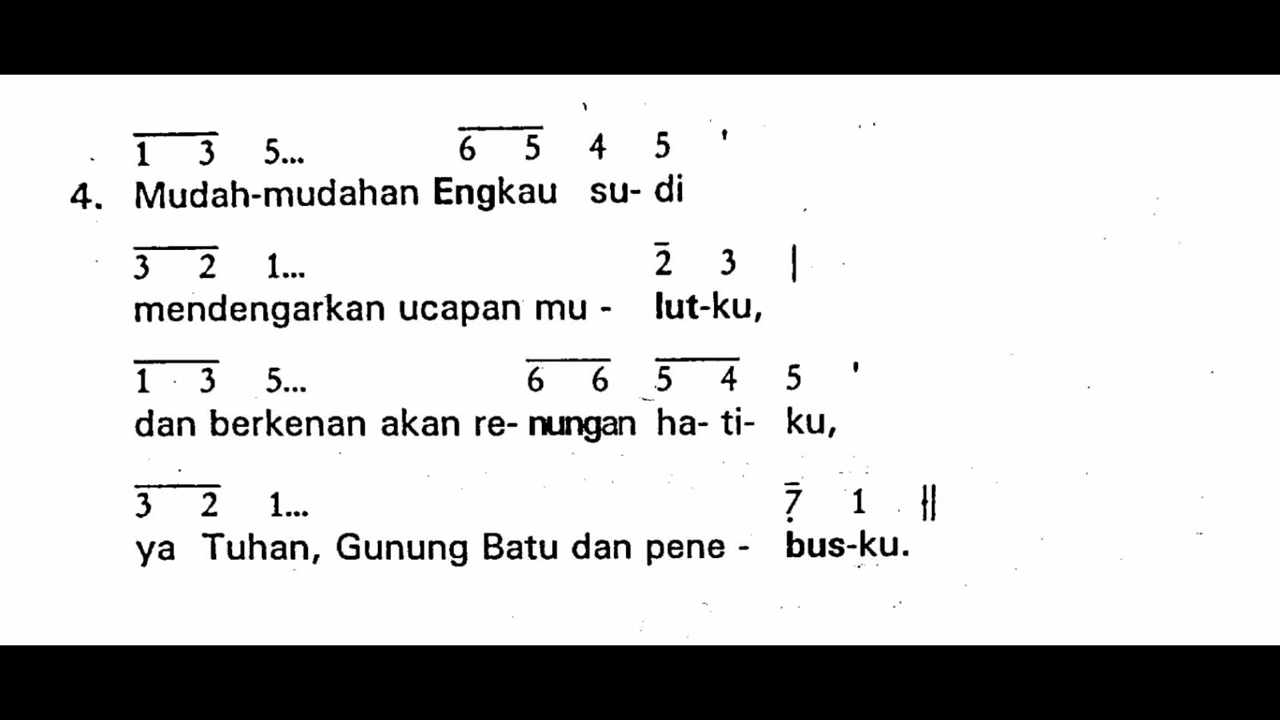 1 3 5... 6 5 4 5 '
4. Mudah-mudahan Engkau su- di
3 2 1... 2 3 |
mendengarkan ucapan mu - lut-ku,
1 3 5... 6 6 5 4 5 '
dan berkenan akan re- nungan ha- ti- ku,
3 2 1... 7 1 ||
ya Tuhan, Gunung Batu dan pene - bus-ku.